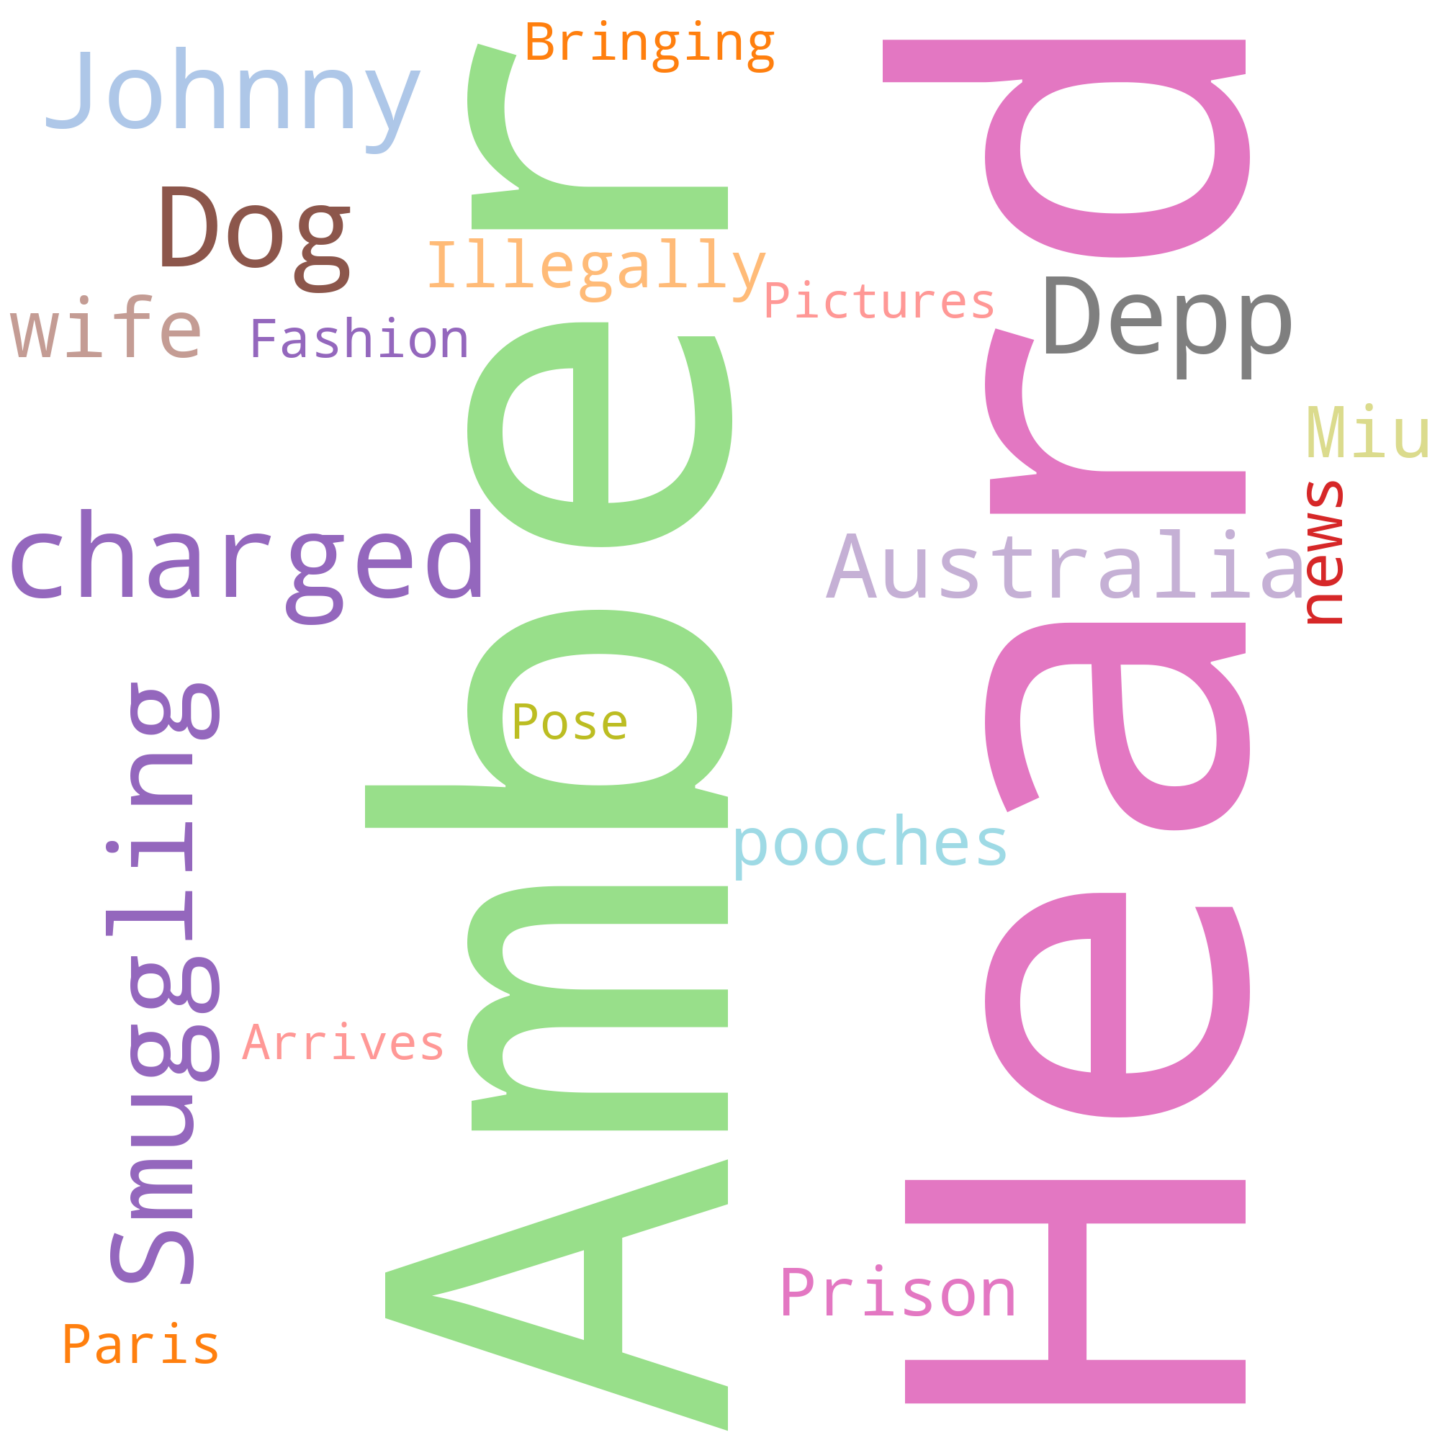 Bringing
Johnny
Dog
Illegally
Pictures
Depp
wife
Fashion
Miu
news
charged
Australia
Amber
Heard
Pose
pooches
Smuggling
Arrives
Prison
Paris